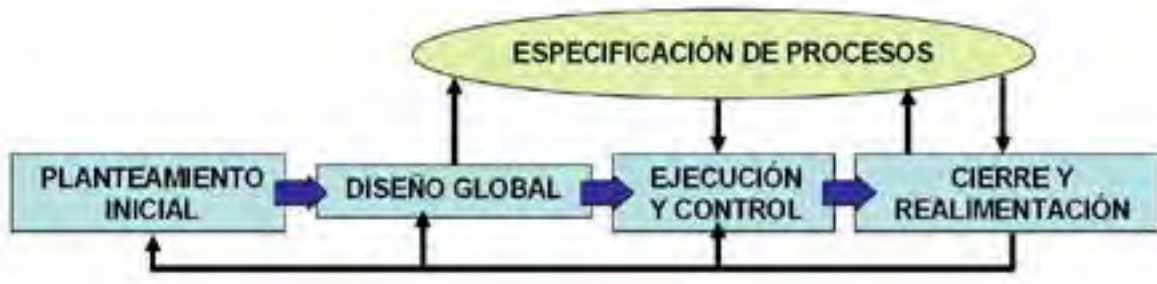 ESPECIFICACIÓN DE PROCESOS
PLANTEAMIENTO
INICIAL
DISEÑO GLOBAL
EJECUCIÓN
Y CONTROL
CIERRE Y
REALIMENTACIÓN